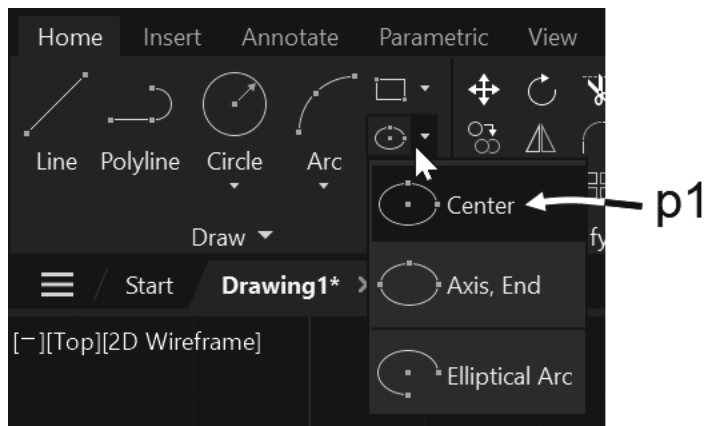 Home Insert Annotate Parametric View
Line Polyline Circle Arc
Center p1
Draw fy
Start Drawing1*
Axis, End
[-][Top][2D Wireframe]
Elliptical Arc